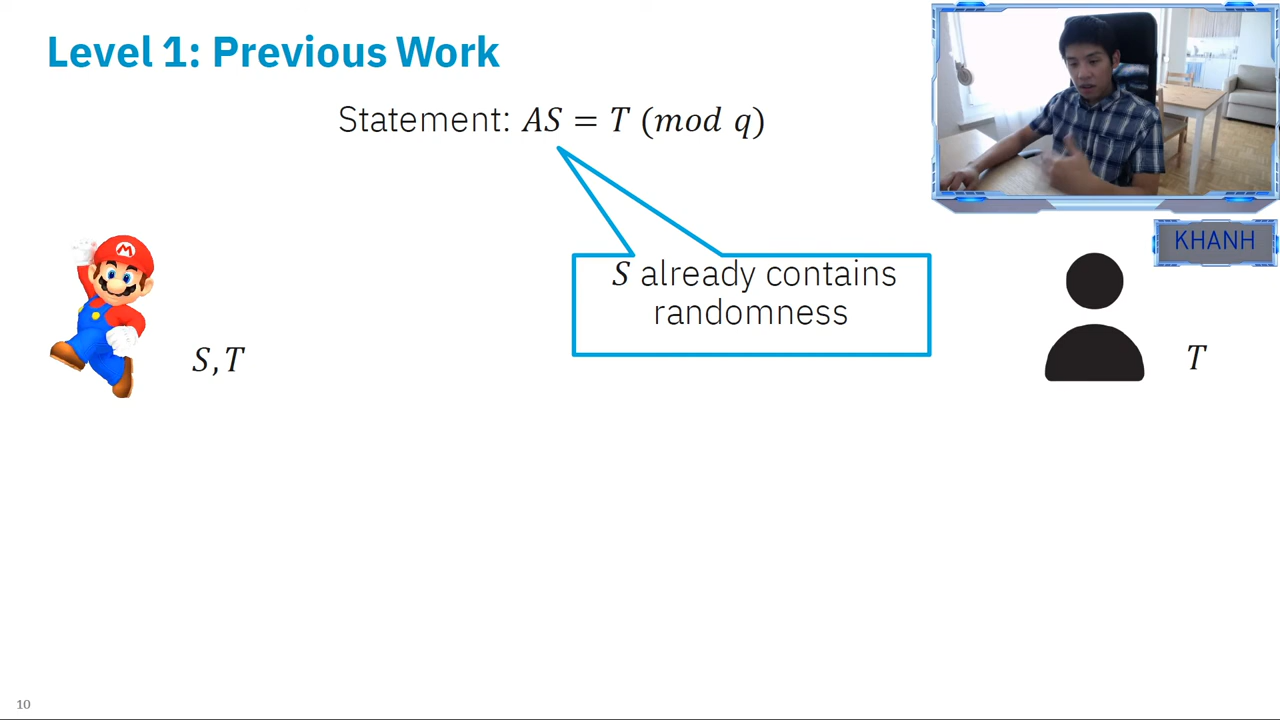 Level 1: Previous Work
Statement: AS = T (mod q)
KHANH
S already contains
randomness
M
S, T
T
10